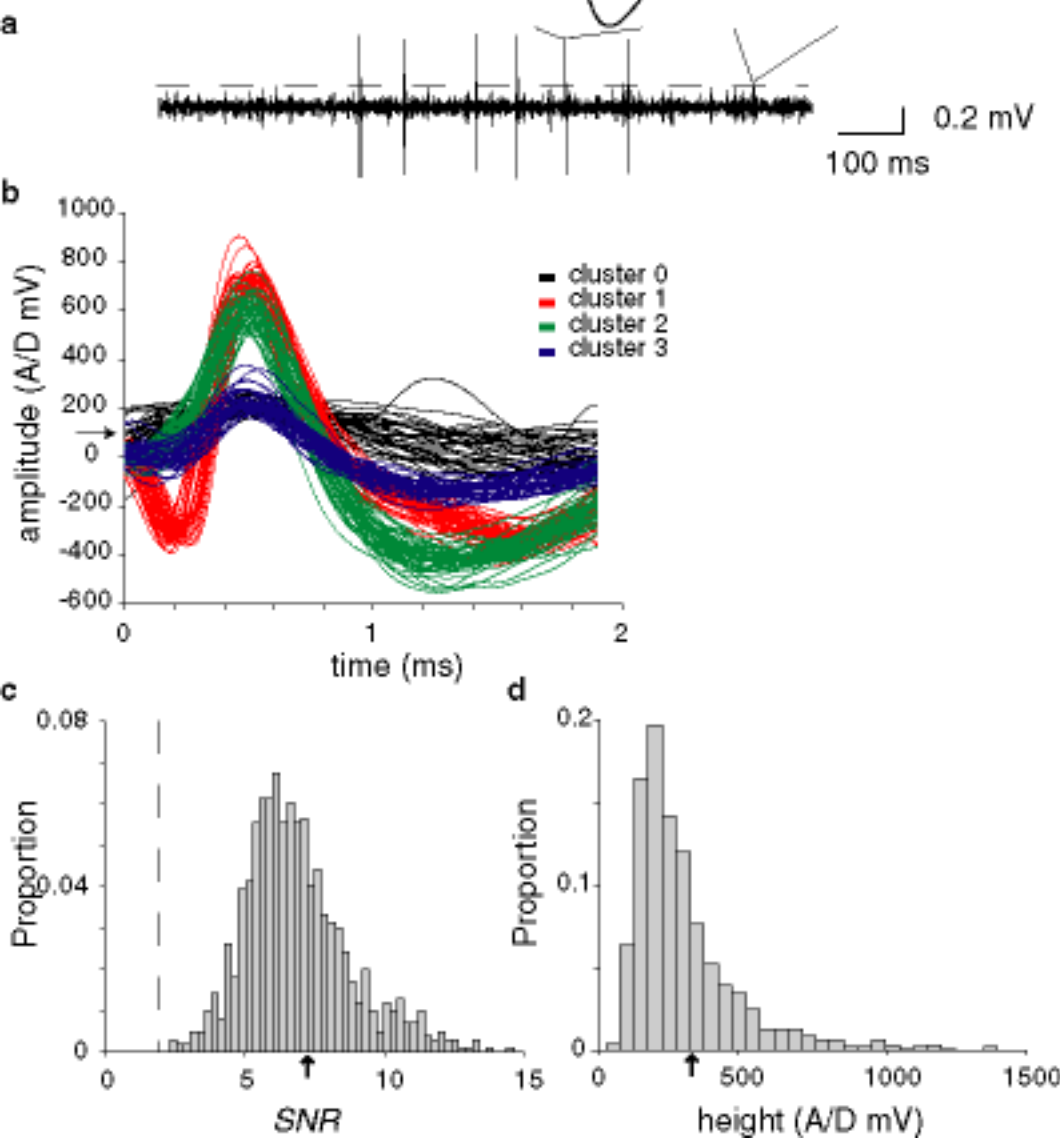 a
0.2 mV
100 ms
b
1000
800
600
400
200
0
-200
-400
-600
amplitude (A/D mV)
cluster 0
cluster 1
cluster 2
cluster 3
0 1 2
time (ms)
c
0.08
0.04
0
Proportion
0 5 10 15
SNR
d
0.2
0.1
0
Proportion
0 500 1000 1500
height (A/D mV)